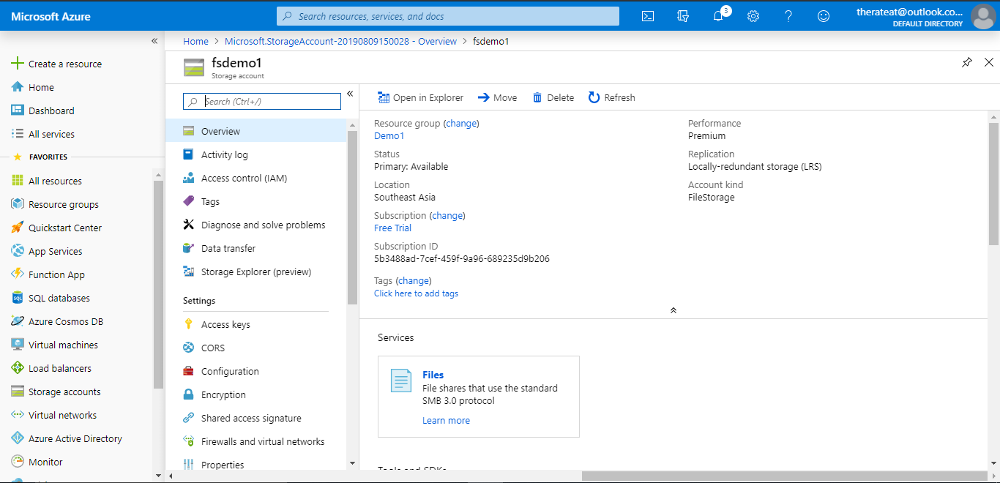 Microsoft Azure
Search resources, services, and docs
3
therateat@outlook.co...
DEFAULT DIRECTORY
Home > Microsoft.StorageAccount-20190809150028 - Overview > fsdemo1
Create a resource
Home
Dashboard
All services
FAVORITES
All resources
Resource groups
Quickstart Center
App Services
Function App
SQL databases
Azure Cosmos DB
Virtual machines
Load balancers
Storage accounts
Virtual networks
Azure Active Directory
Monitor
fsdemo1
Storage account
Search (Ctrl+/)
Overview
Activity log
Access control (IAM)
Tags
Diagnose and solve problems
Data transfer
Storage Explorer (preview)
Settings
Access keys
CORS
Configuration
Encryption
Shared access signature
Firewalls and virtual networks
Properties
Open in Explorer
Move
Delete
Refresh
Resource group (change)
Demo1
Status
Primary: Available
Location
Southeast Asia
Subscription (change)
Free Trial
Subscription ID
5b3488ad-7cef-459f-9a96-689235d9b206
Tags (change)
Click here to add tags
Performance
Premium
Replication
Locally-redundant storage (LRS)
Account kind
FileStorage
Services
Files
File shares that use the standard
SMB 3.0 protocol
Learn more
Tools and SDKs